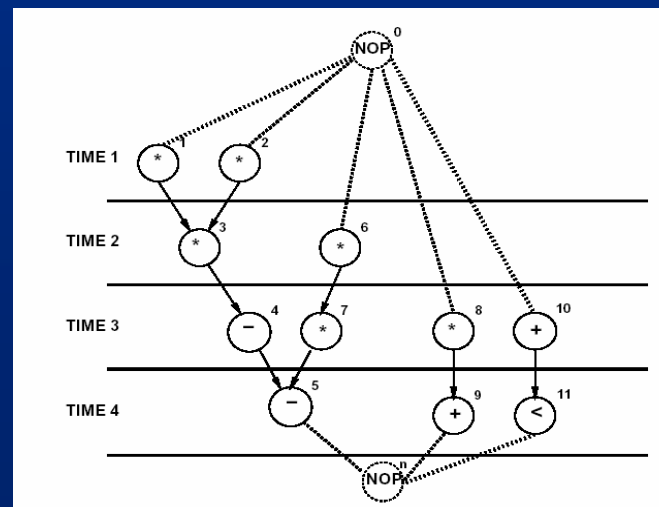 0
NOP
TIME 1
* 1
* 2
TIME 2
* 3
* 6
TIME 3
− 4
* 7
* 8
+ 10
TIME 4
− 5
+ 9
< 11
NOP n